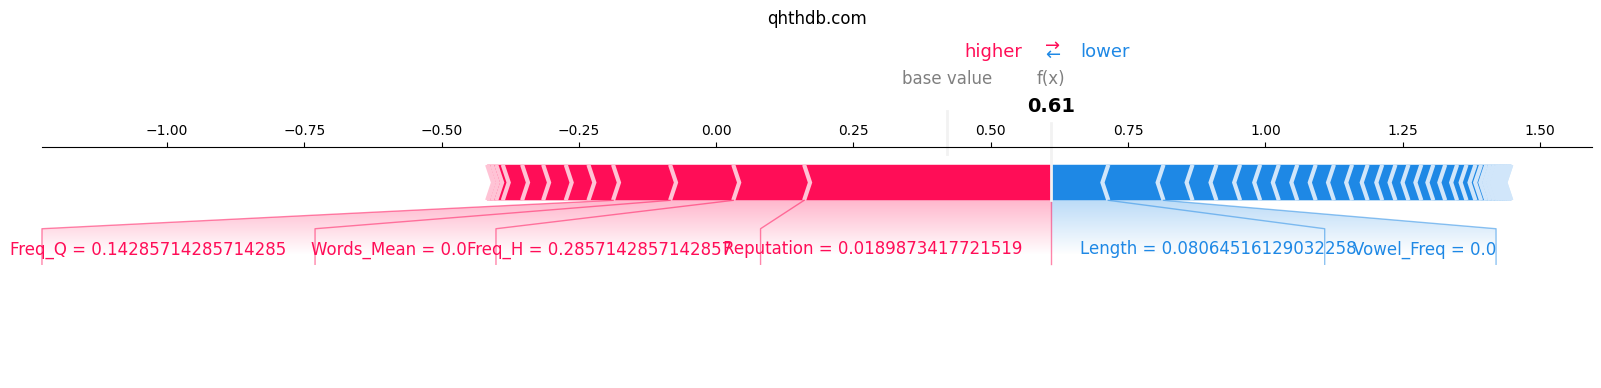 qhthdb.com
higher → ← lower
base value f(x)
0.61
−1.00 −0.75 −0.50 −0.25 0.00 0.25 0.50 0.75 1.00 1.25 1.50
Freq_Q = 0.14285714285714285 Words_Mean = 0.0 Freq_H = 0.2857142857142857 Reputation = 0.0189873417721519 Length = 0.08064516129032258 Vowel_Freq = 0.0